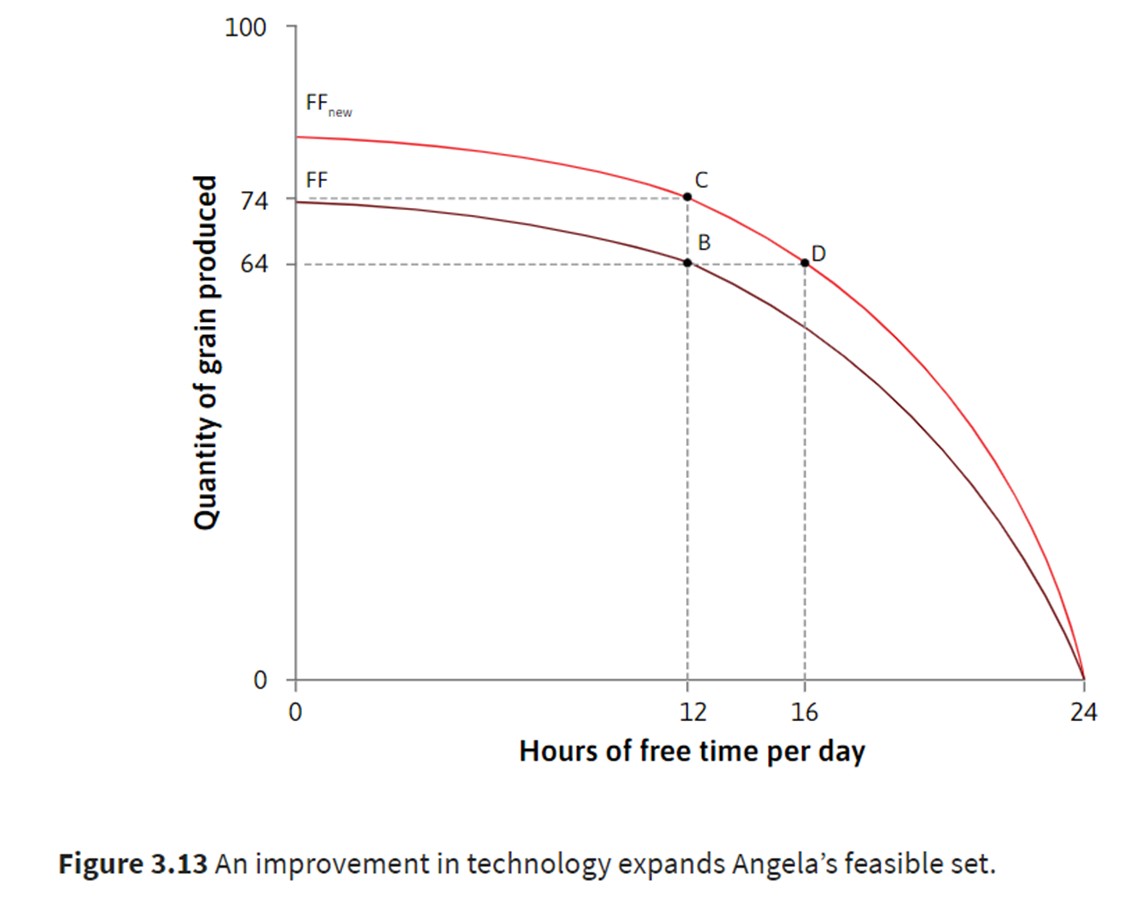 100
FFnew
FF
C
74
B
D
64
Quantity of grain produced
0
0
12
16
24
Hours of free time per day
Figure 3.13 An improvement in technology expands Angela’s feasible set.